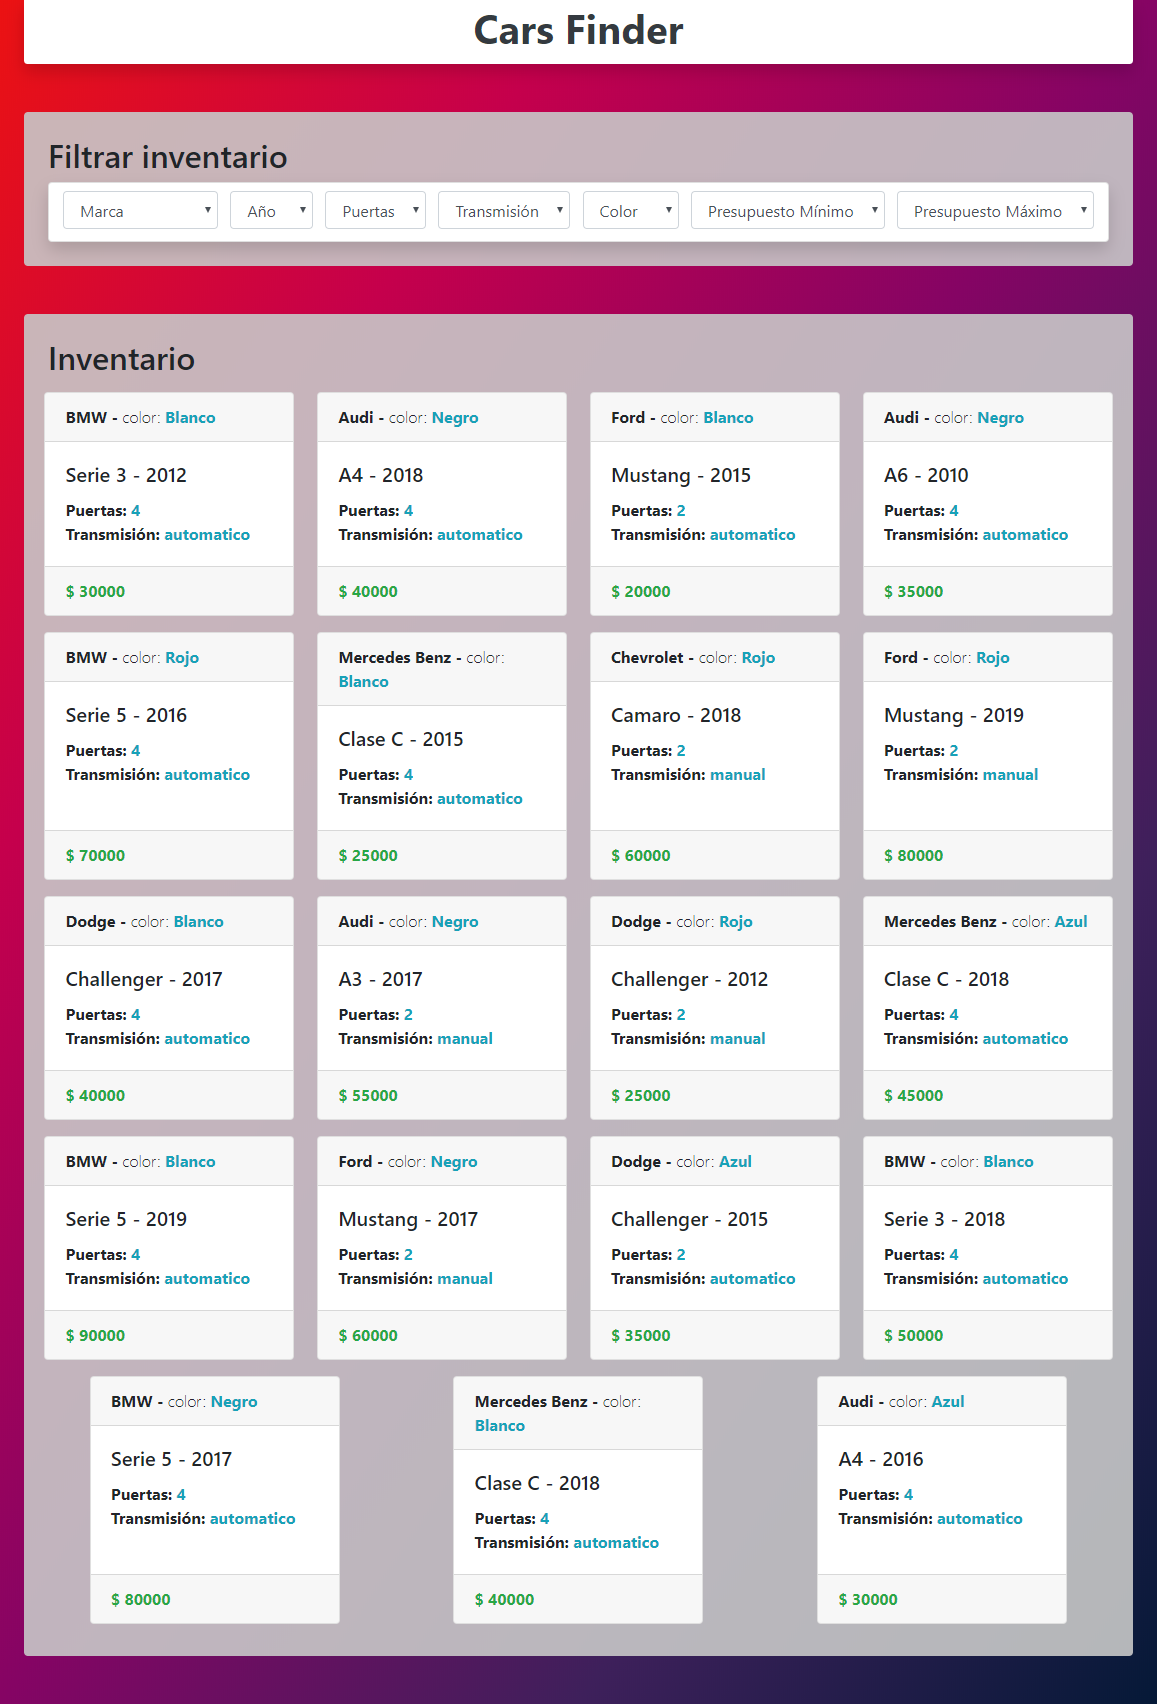 Cars Finder
Filtrar inventario
Marca Año Puertas Transmisión Color Presupuesto Mínimo Presupuesto Máximo
Inventario
BMW - color: Blanco
Serie 3 - 2012
Puertas: 4
Transmisión: automatico
$ 30000
Audi - color: Negro
A4 - 2018
Puertas: 4
Transmisión: automatico
$ 40000
Ford - color: Blanco
Mustang - 2015
Puertas: 2
Transmisión: automatico
$ 20000
Audi - color: Negro
A6 - 2010
Puertas: 4
Transmisión: automatico
$ 35000
BMW - color: Rojo
Serie 5 - 2016
Puertas: 4
Transmisión: automatico
$ 70000
Mercedes Benz - color:
Blanco
Clase C - 2015
Puertas: 4
Transmisión: automatico
$ 25000
Chevrolet - color: Rojo
Camaro - 2018
Puertas: 2
Transmisión: manual
$ 60000
Ford - color: Rojo
Mustang - 2019
Puertas: 2
Transmisión: manual
$ 80000
Dodge - color: Blanco
Challenger - 2017
Puertas: 4
Transmisión: automatico
$ 40000
Audi - color: Negro
A3 - 2017
Puertas: 2
Transmisión: manual
$ 55000
Dodge - color: Rojo
Challenger - 2012
Puertas: 2
Transmisión: manual
$ 25000
Mercedes Benz - color: Azul
Clase C - 2018
Puertas: 4
Transmisión: automatico
$ 45000
BMW - color: Blanco
Serie 5 - 2019
Puertas: 4
Transmisión: automatico
$ 90000
Ford - color: Negro
Mustang - 2017
Puertas: 2
Transmisión: manual
$ 60000
Dodge - color: Azul
Challenger - 2015
Puertas: 2
Transmisión: automatico
$ 35000
BMW - color: Blanco
Serie 3 - 2018
Puertas: 4
Transmisión: automatico
$ 50000
BMW - color: Negro
Serie 5 - 2017
Puertas: 4
Transmisión: automatico
$ 80000
Mercedes Benz - color:
Blanco
Clase C - 2018
Puertas: 4
Transmisión: automatico
$ 40000
Audi - color: Azul
A4 - 2016
Puertas: 4
Transmisión: automatico
$ 30000